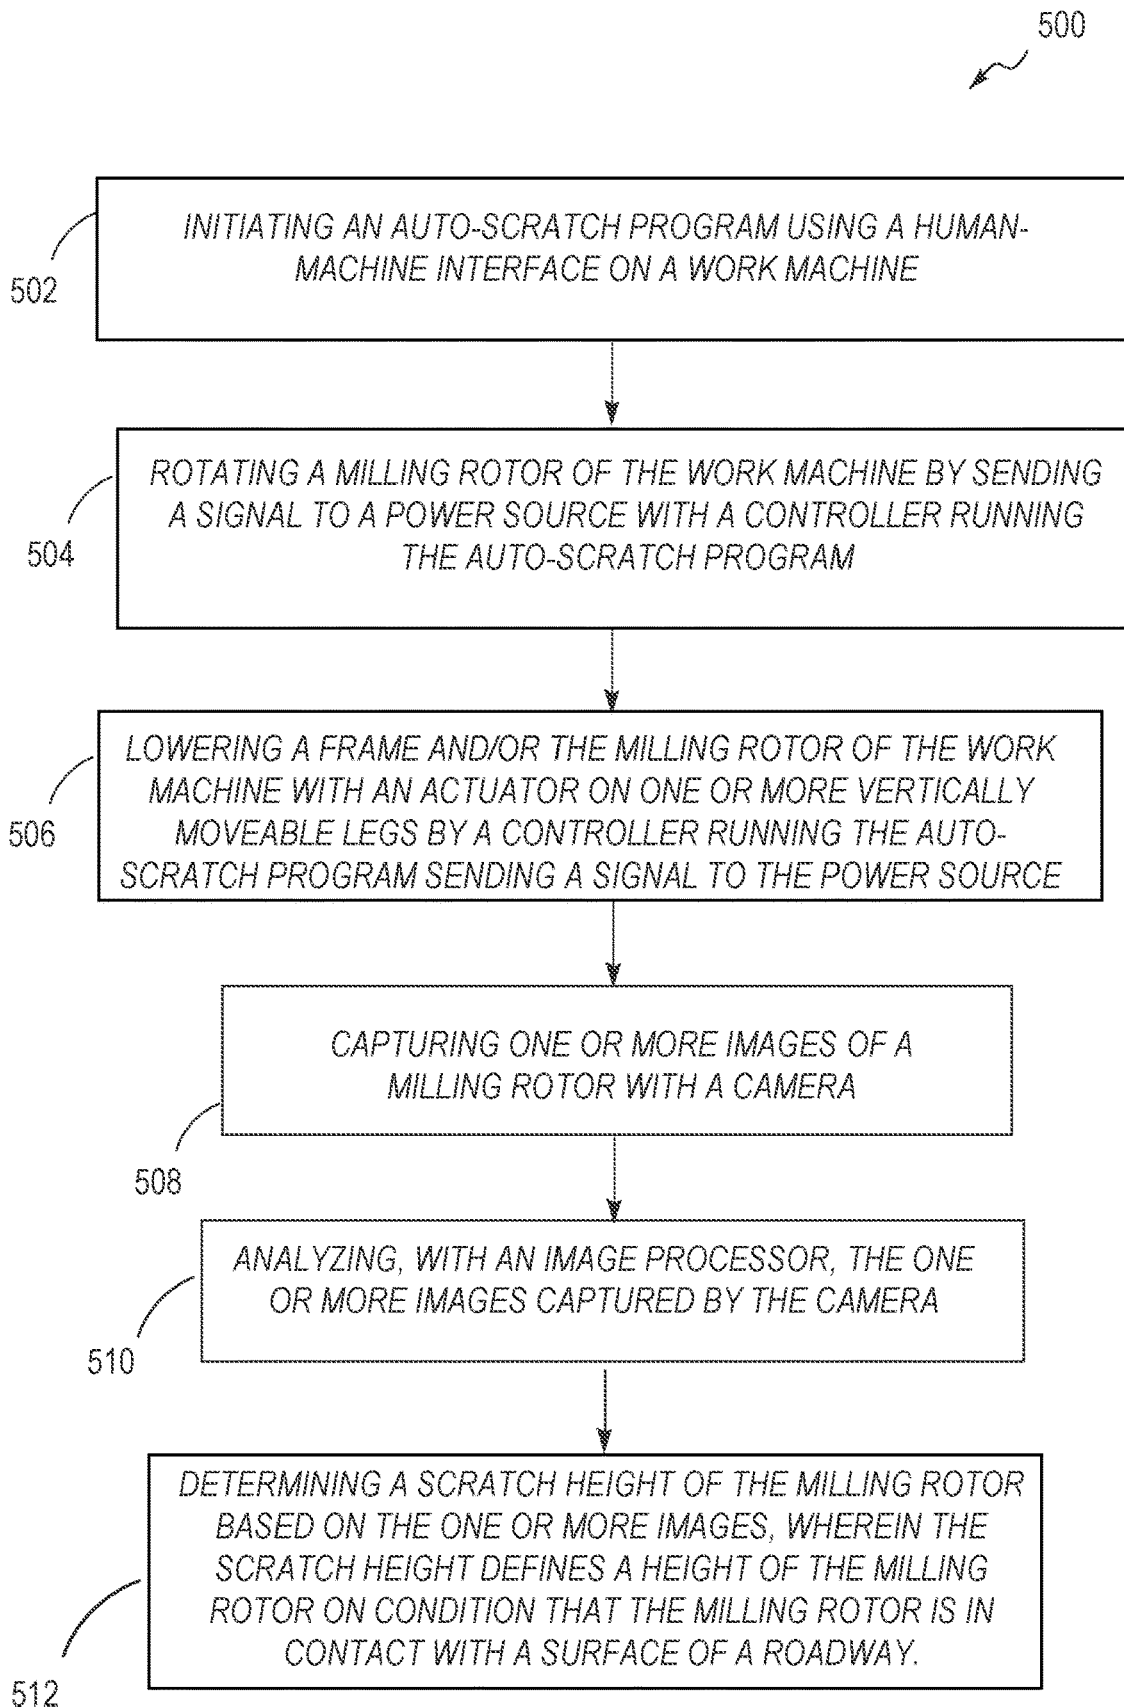 500
INITIATING AN AUTO-SCRATCH PROGRAM USING A HUMAN-
MACHINE INTERFACE ON A WORK MACHINE
502
ROTATING A MILLING ROTOR OF THE WORK MACHINE BY SENDING
A SIGNAL TO A POWER SOURCE WITH A CONTROLLER RUNNING
THE AUTO-SCRATCH PROGRAM
504
LOWERING A FRAME AND/OR THE MILLING ROTOR OF THE WORK
MACHINE WITH AN ACTUATOR ON ONE OR MORE VERTICALLY
MOVEABLE LEGS BY A CONTROLLER RUNNING THE AUTO-
SCRATCH PROGRAM SENDING A SIGNAL TO THE POWER SOURCE
506
CAPTURING ONE OR MORE IMAGES OF A
MILLING ROTOR WITH A CAMERA
508
ANALYZING, WITH AN IMAGE PROCESSOR, THE ONE
OR MORE IMAGES CAPTURED BY THE CAMERA
510
DETERMINING A SCRATCH HEIGHT OF THE MILLING ROTOR
BASED ON THE ONE OR MORE IMAGES, WHEREIN THE
SCRATCH HEIGHT DEFINES A HEIGHT OF THE MILLING
ROTOR ON CONDITION THAT THE MILLING ROTOR IS IN
CONTACT WITH A SURFACE OF A ROADWAY.
512